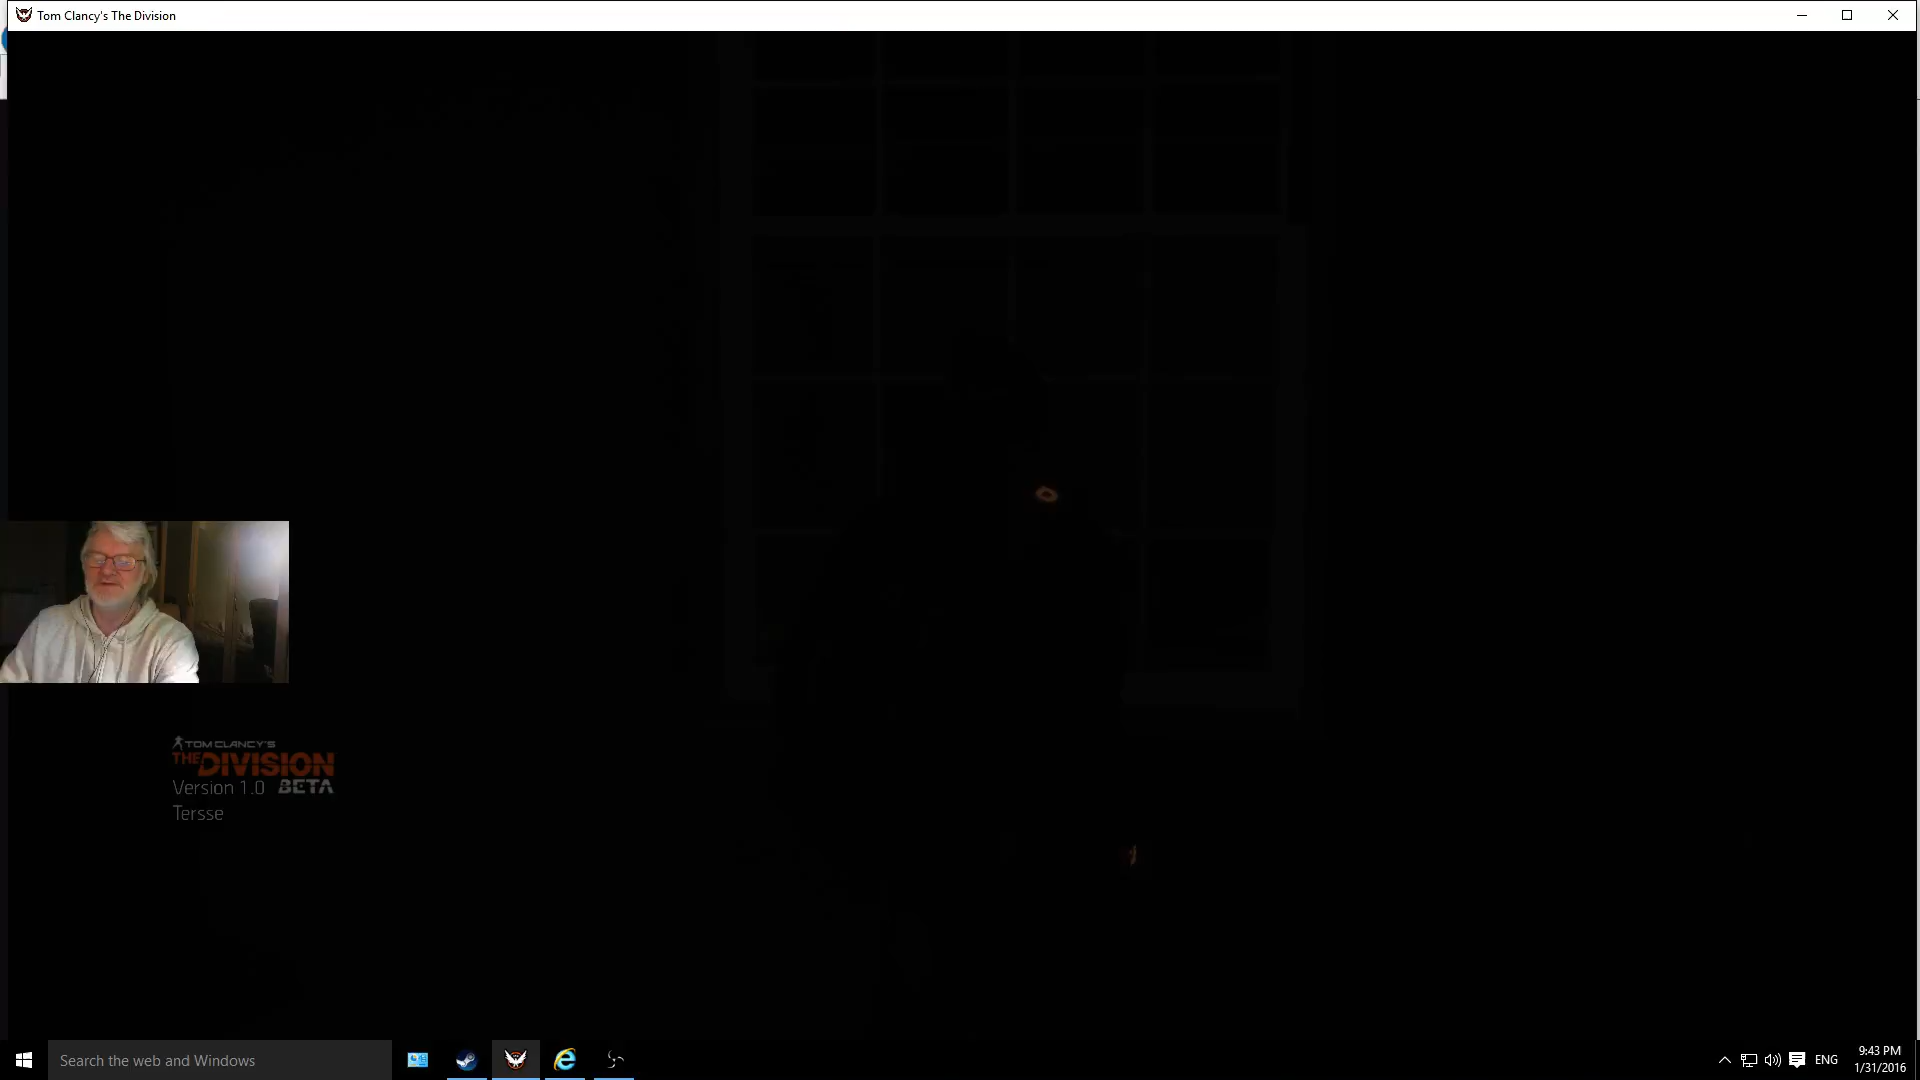 Tom Clancy's The Division
TOM CLANCY'S
THE DIVISION
Version 1.0 BETA
Tersse
Search the web and Windows
ENG
9:43 PM
1/31/2016